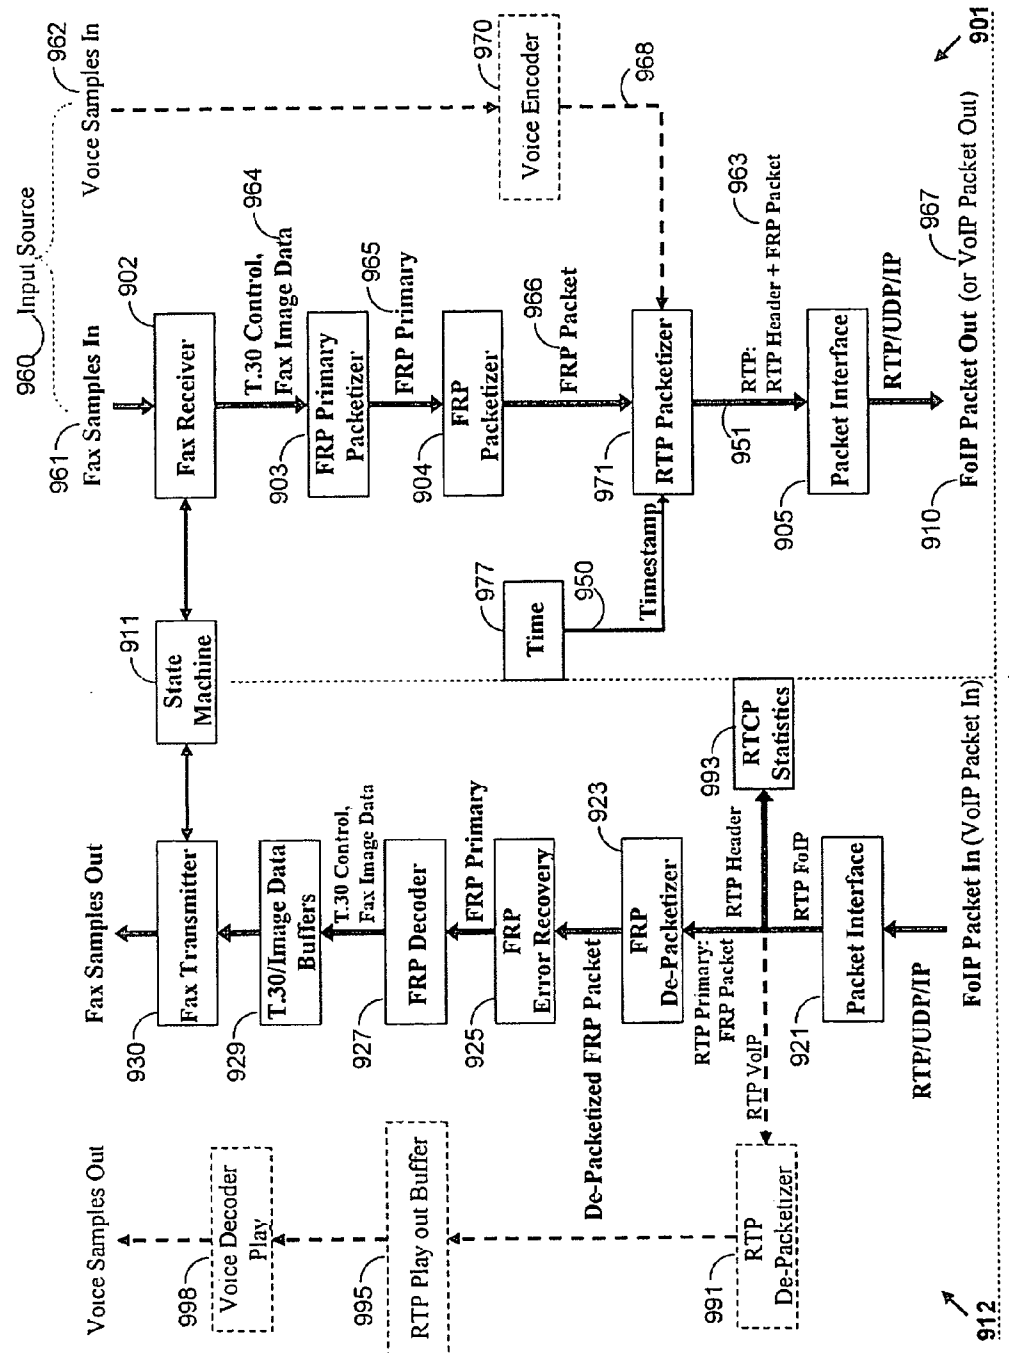 960 Input Source
961
Fax Samples In
Voice Samples In
962
902
Fax Receiver
T.30 Control,
Fax Image Data
964
903
FRP Primary
Packetizer
FRP Primary
965
904
FRP
Packetizer
FRP Packet
966
Voice Encoder
970
968
971
RTP Packetizer
977
Time
950
Timestamp
951
RTP:
RTP Header + FRP Packet
963
905
Packet Interface
RTP/UDP/IP
910
FoIP Packet Out (or VoIP Packet Out)
967
901
911
State
Machine
Voice Samples Out
Fax Samples Out
930
Fax Transmitter
929
T.30/Image Data
Buffers
T.30 Control,
Fax Image Data
927
FRP Decoder
FRP Primary
925
FRP
Error Recovery
De-Packetized FRP Packet
923
FRP
De-Packetizer
RTP Primary:
FRP Packet
RTP Header
993
RTCP
Statistics
RTP VoIP
RTP FoIP
921
Packet Interface
RTP/UDP/IP
FoIP Packet In (VoIP Packet In)
998
Voice Decoder
Play
995
RTP Play out Buffer
991
RTP
De-Packetizer
912